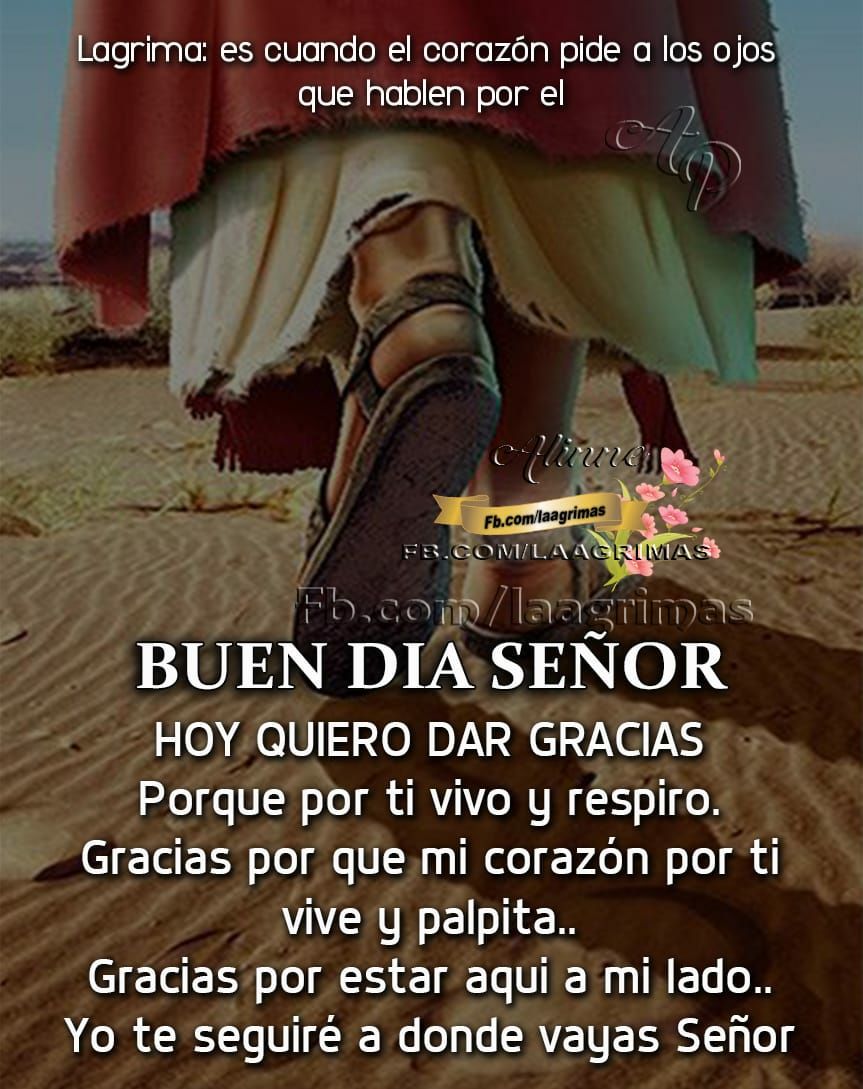 Lagrima: es cuando el corazón pide a los ojos
que hablen por el
AP
Alinne
Fb.com/laagrimas
FB.COM/LAAGRIMAS
Fb.com/laagrimas
BUEN DIA SEÑOR
HOY QUIERO DAR GRACIAS
Porque por ti vivo y respiro.
Gracias por que mi corazón por ti
vive y palpita..
Gracias por estar aqui a mi lado..
Yo te seguiré a donde vayas Señor